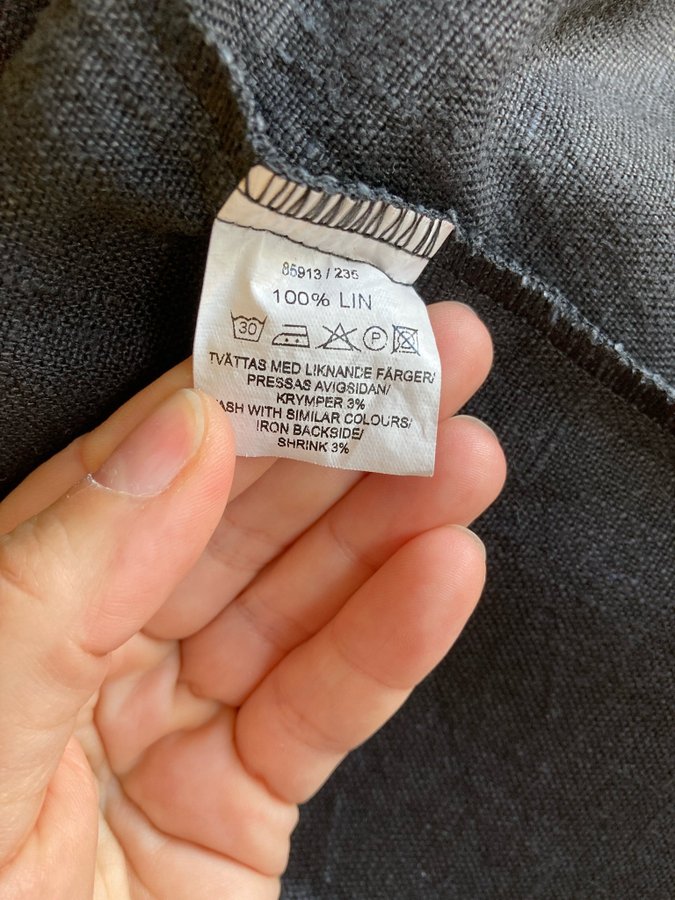 85913 / 235
100% LIN
30
P
TVÄTTAS MED LIKNANDE FÄRGER/
PRESSAS AVIGSIDAN/
KRYMPER 3%
WITH SIMILAR COLOURS/
IRON BACKSIDE/
SHRINK 3%